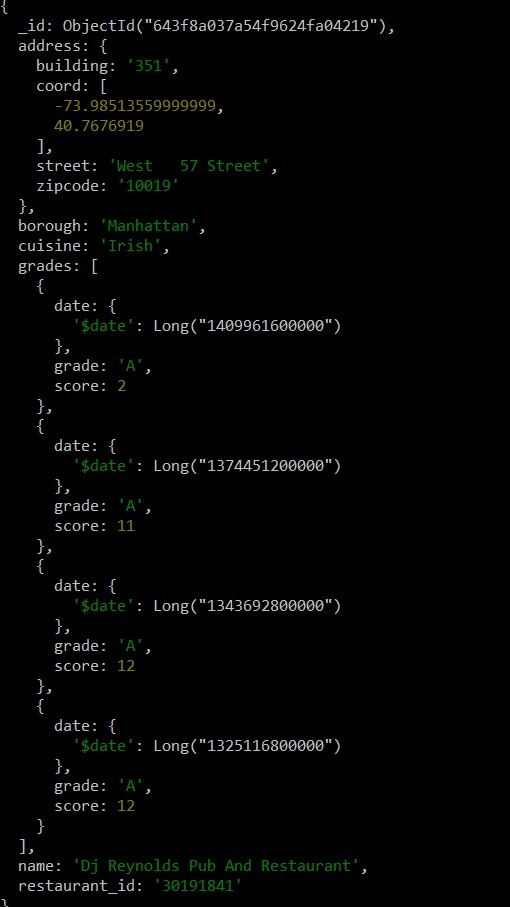 {
  _id: ObjectId("643f8a037a54f9624fa04219"),
  address: {
    building: '351',
    coord: [
      -73.98513559999999,
      40.7676919
    ],
    street: 'West   57 Street',
    zipcode: '10019'
  },
  borough: 'Manhattan',
  cuisine: 'Irish',
  grades: [
    {
      date: {
        '$date': Long("1409961600000")
      },
      grade: 'A',
      score: 2
    },
    {
      date: {
        '$date': Long("1374451200000")
      },
      grade: 'A',
      score: 11
    },
    {
      date: {
        '$date': Long("1343692800000")
      },
      grade: 'A',
      score: 12
    },
    {
      date: {
        '$date': Long("1325116800000")
      },
      grade: 'A',
      score: 12
    }
  ],
  name: 'Dj Reynolds Pub And Restaurant',
  restaurant_id: '30191841'
}